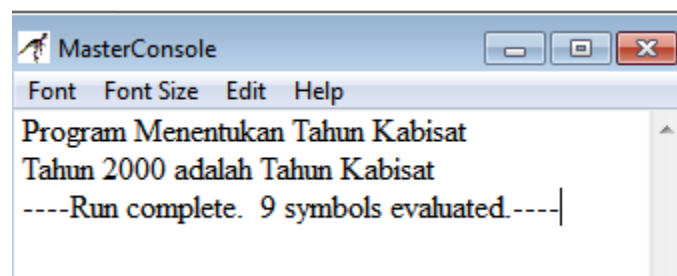 MasterConsole
Font Font Size Edit Help
Program Menentukan Tahun Kabisat
Tahun 2000 adalah Tahun Kabisat
----Run complete.  9 symbols evaluated.----